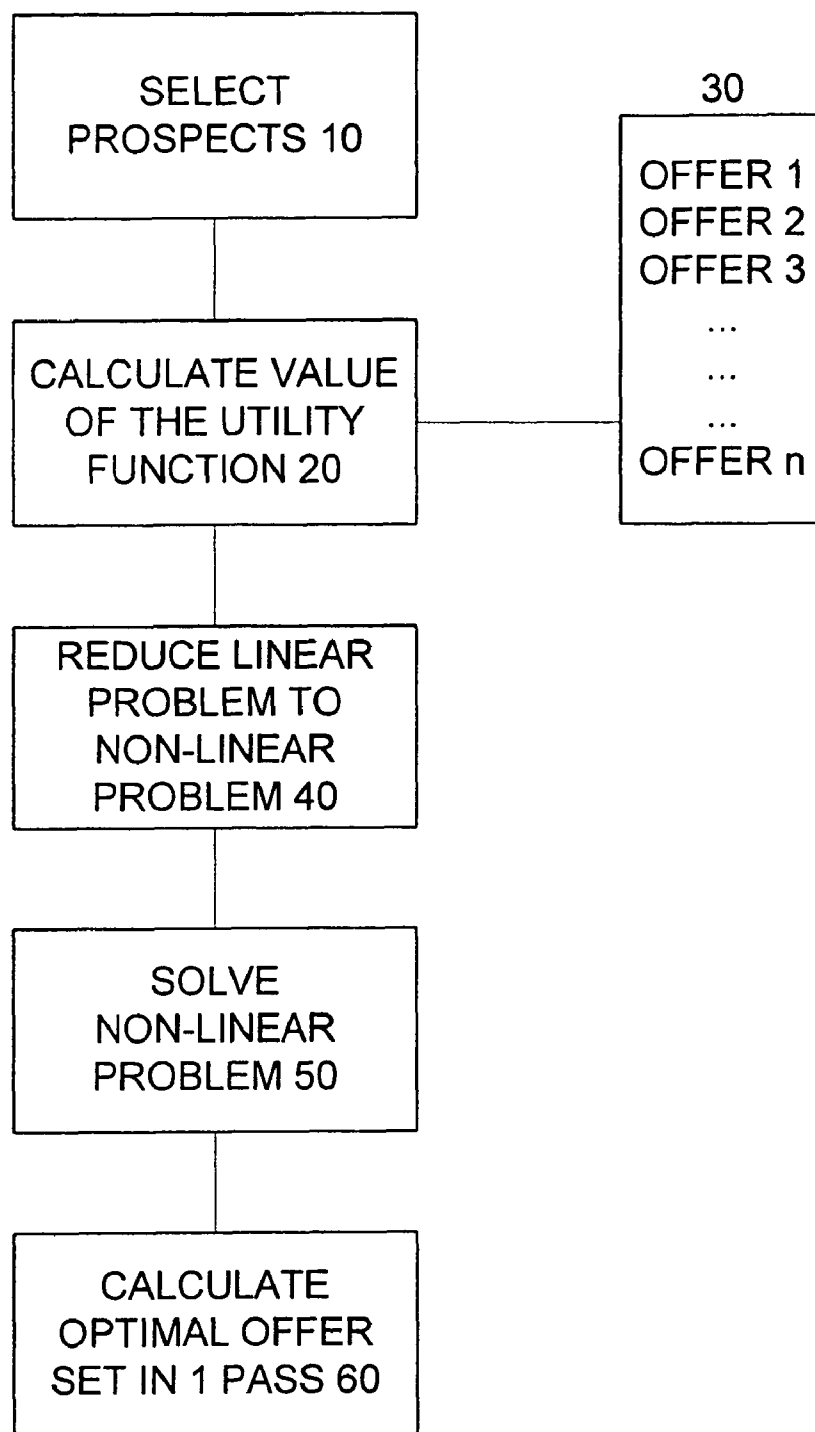 SELECT
PROSPECTS 10
30
OFFER 1
OFFER 2
OFFER 3
...
...
...
OFFER n
CALCULATE VALUE
OF THE UTILITY
FUNCTION 20
REDUCE LINEAR
PROBLEM TO
NON-LINEAR
PROBLEM 40
SOLVE
NON-LINEAR
PROBLEM 50
CALCULATE
OPTIMAL OFFER
SET IN 1 PASS 60